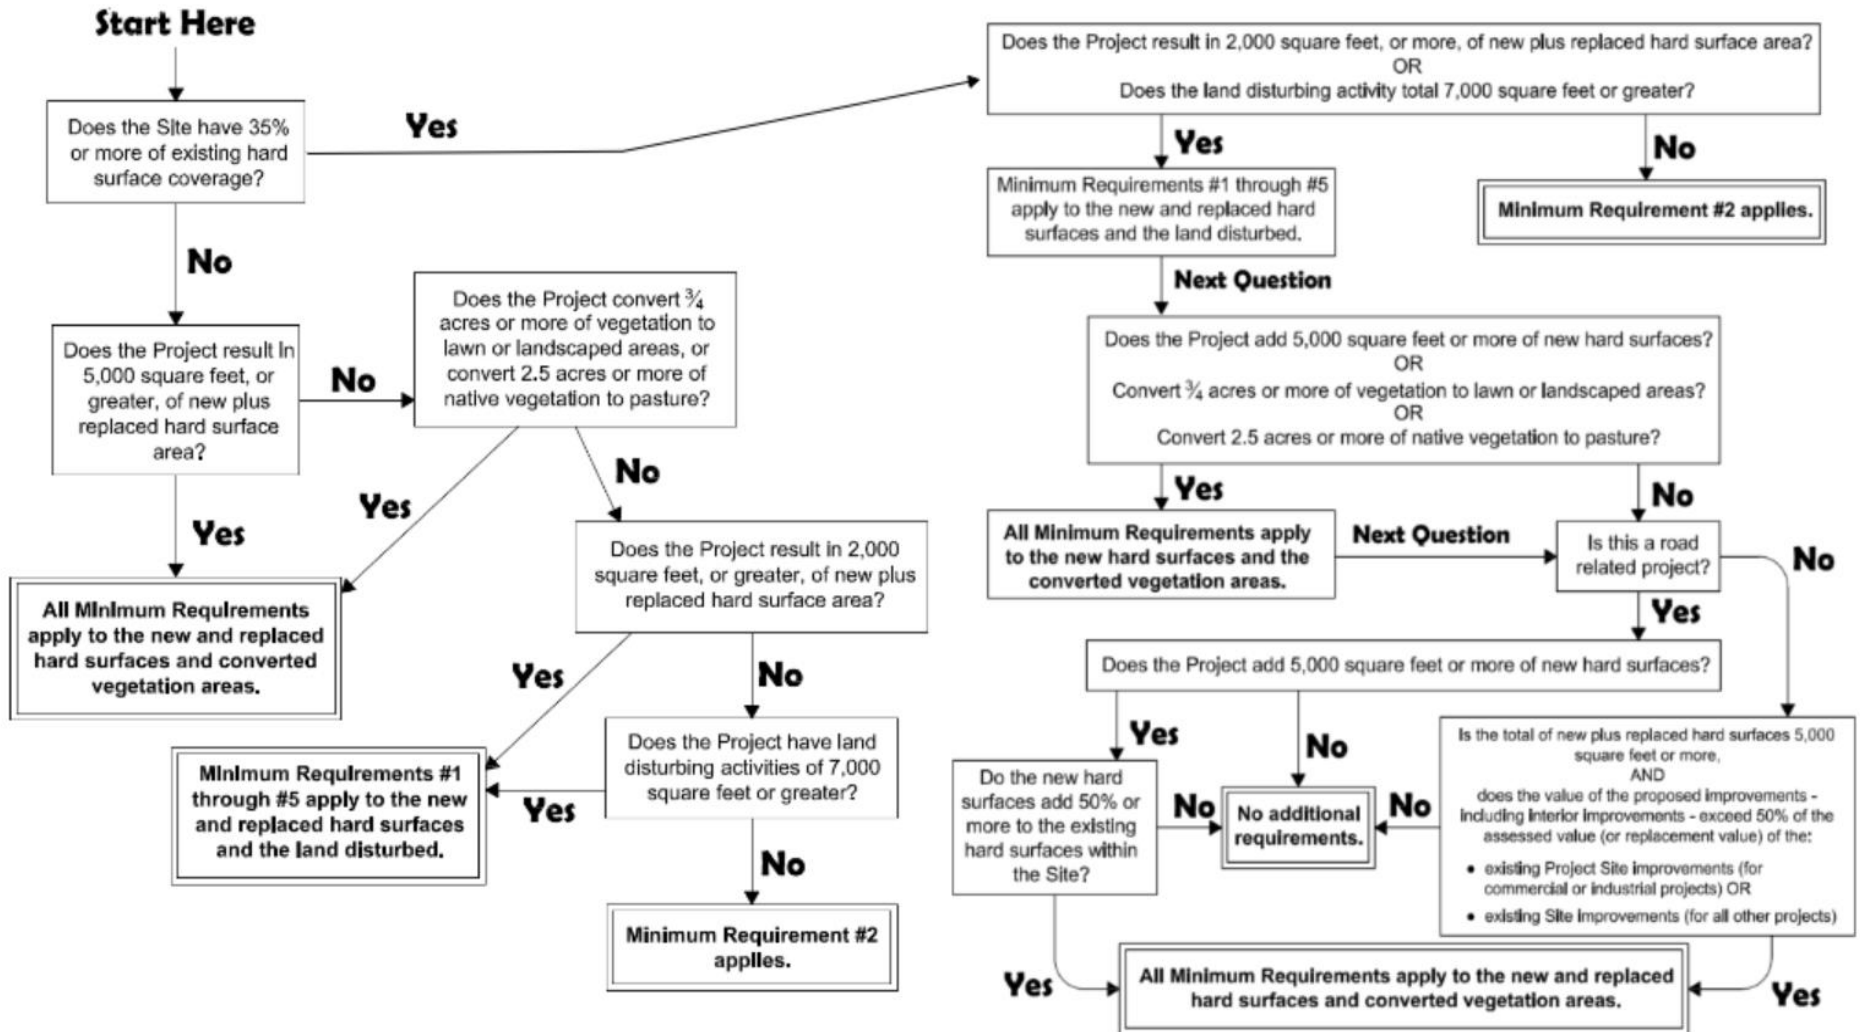 Start Here
Does the Site have 35%
or more of existing hard
surface coverage?
Yes
No
Does the Project result in
5,000 square feet, or
greater, of new plus
replaced hard surface
area?
No
Does the Project convert ¾
acres or more of vegetation to
lawn or landscaped areas, or
convert 2.5 acres or more of
native vegetation to pasture?
Yes
Yes
No
All Minimum Requirements
apply to the new and replaced
hard surfaces and converted
vegetation areas.
Does the Project result in 2,000
square feet, or greater, of new plus
replaced hard surface area?
Yes
No
Minimum Requirements #1
through #5 apply to the new
and replaced hard surfaces
and the land disturbed.
Yes
Does the Project have land
disturbing activities of 7,000
square feet or greater?
No
Minimum Requirement #2
applies.
Does the Project result in 2,000 square feet, or more, of new plus replaced hard surface area?
OR
Does the land disturbing activity total 7,000 square feet or greater?
Yes
No
Minimum Requirements #1 through #5
apply to the new and replaced hard
surfaces and the land disturbed.
Minimum Requirement #2 applies.
Next Question
Does the Project add 5,000 square feet or more of new hard surfaces?
OR
Convert ¾ acres or more of vegetation to lawn or landscaped areas?
OR
Convert 2.5 acres or more of native vegetation to pasture?
Yes
No
All Minimum Requirements apply
to the new hard surfaces and the
converted vegetation areas.
Next Question
Is this a road
related project?
No
Yes
Does the Project add 5,000 square feet or more of new hard surfaces?
Yes
No
Do the new hard
surfaces add 50% or
more to the existing
hard surfaces within
the Site?
No
No additional
requirements.
No
Is the total of new plus replaced hard surfaces 5,000
square feet or more,
AND
does the value of the proposed improvements -
including interior improvements - exceed 50% of the
assessed value (or replacement value) of the:
• existing Project Site improvements (for
commercial or industrial projects) OR
• existing Site improvements (for all other projects)
Yes
All Minimum Requirements apply to the new and replaced
hard surfaces and converted vegetation areas.
Yes